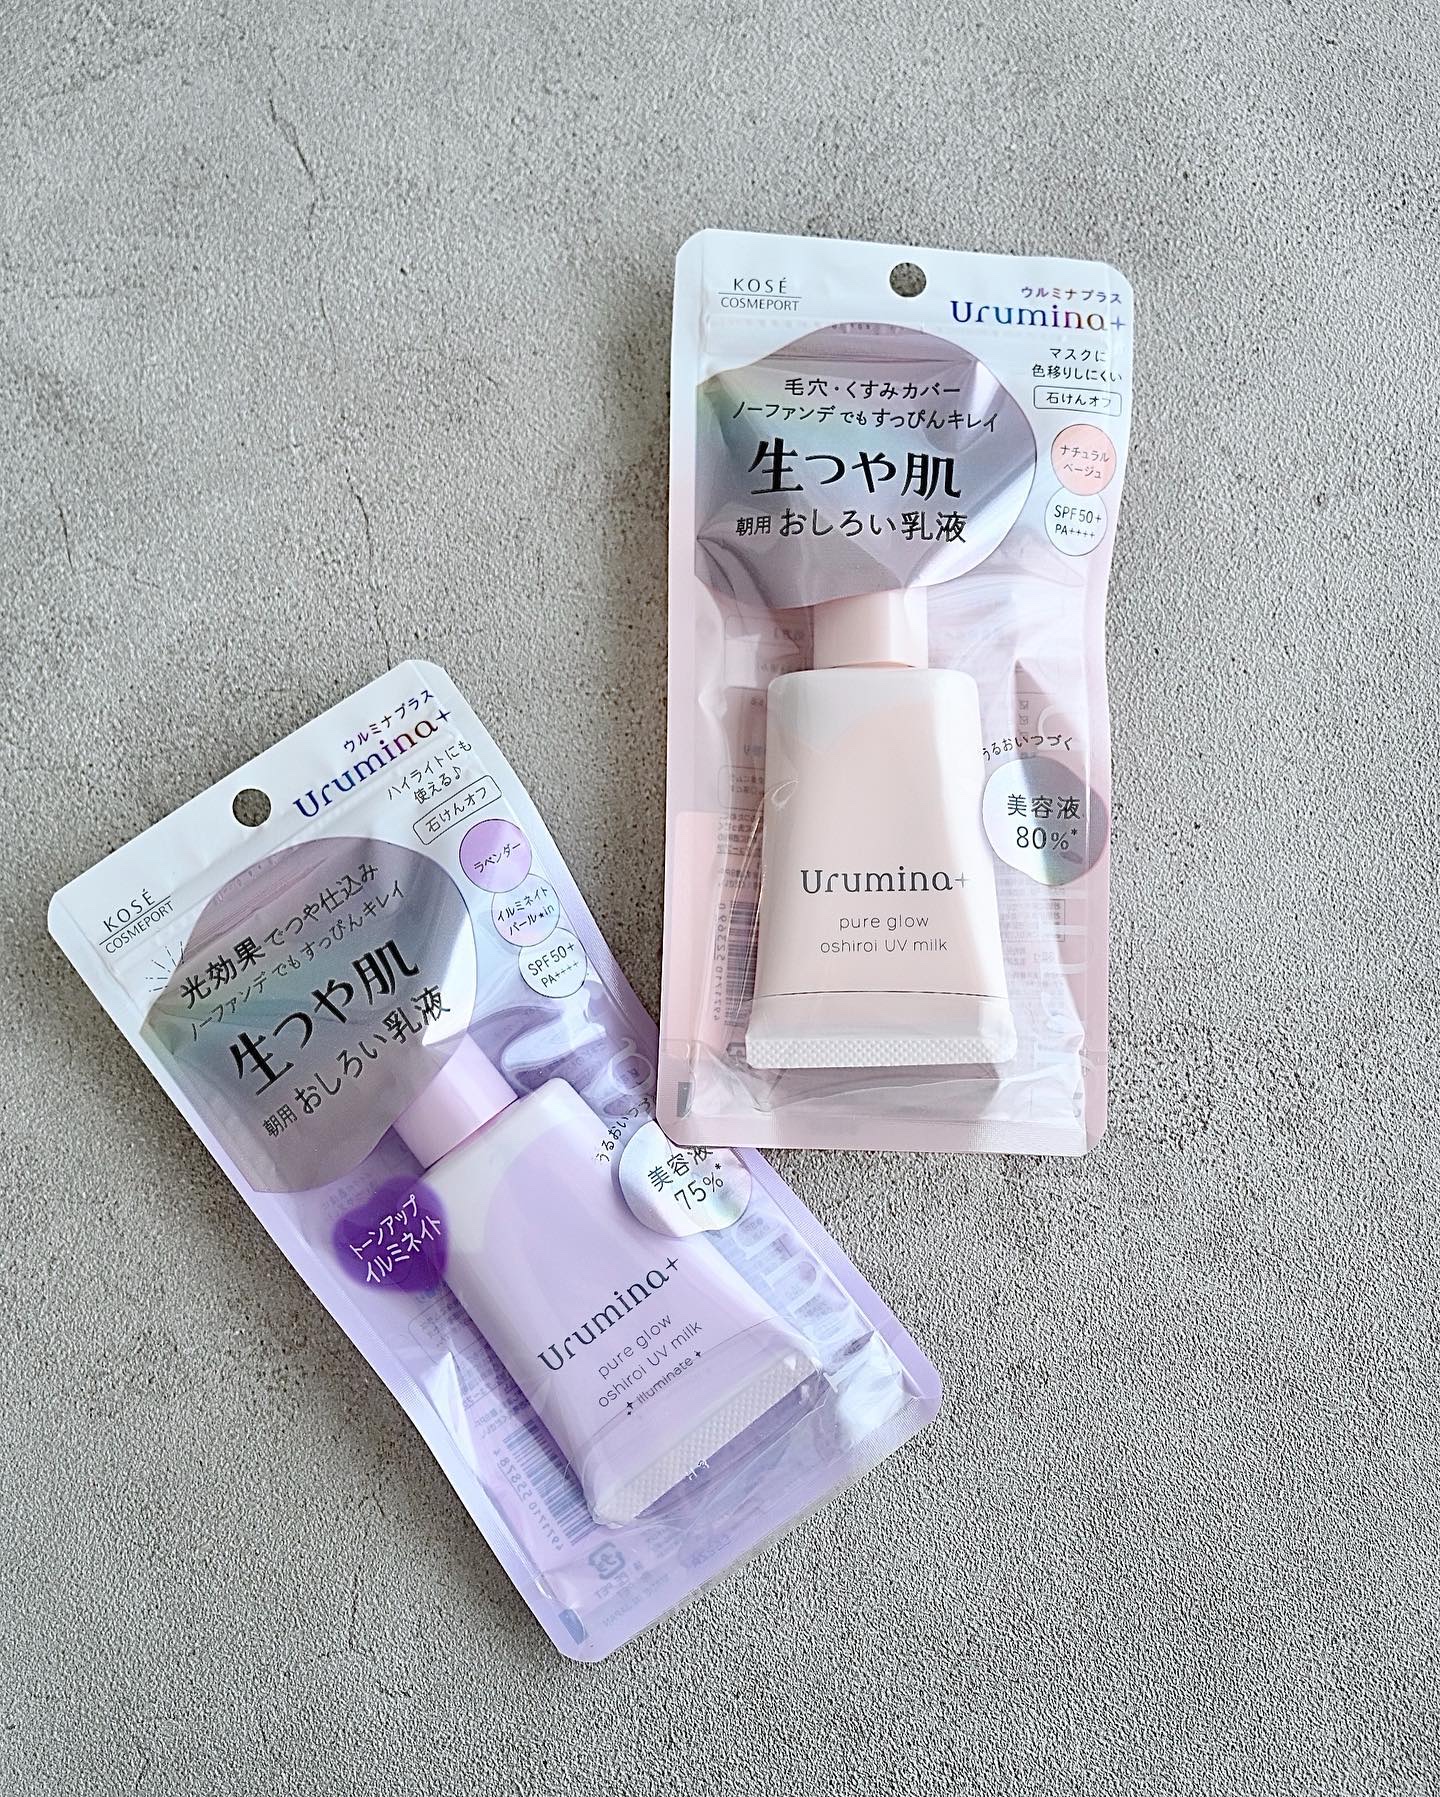 KOSÉ
COSMEPORT
ウルミナプラス
Urumina+
マスクに
色移りしにくい
石けんオフ
毛穴・くすみカバー
ノーファンデでもすっぴんキレイ
生つや肌
朝用 おしろい乳液
ナチュラル
ベージュ
SPF50+
PA++++
うるおいつづく
美容液
80%*
Urumina+
pure glow
oshiroi UV milk
ウルミナプラス
Urumina+
ハイライトにも
使える♪
石けんオフ
KOSÉ
COSMEPORT
光効果でつや仕込み
ノーファンデでもすっぴんキレイ
生つや肌
朝用 おしろい乳液
ラベンダー
イルミネイト
パール★in
SPF50+
PA++++
うるおいつづく
美容液
75%*
トーンアップ
イルミネイト
Urumina+
pure glow
oshiroi UV milk
illuminate